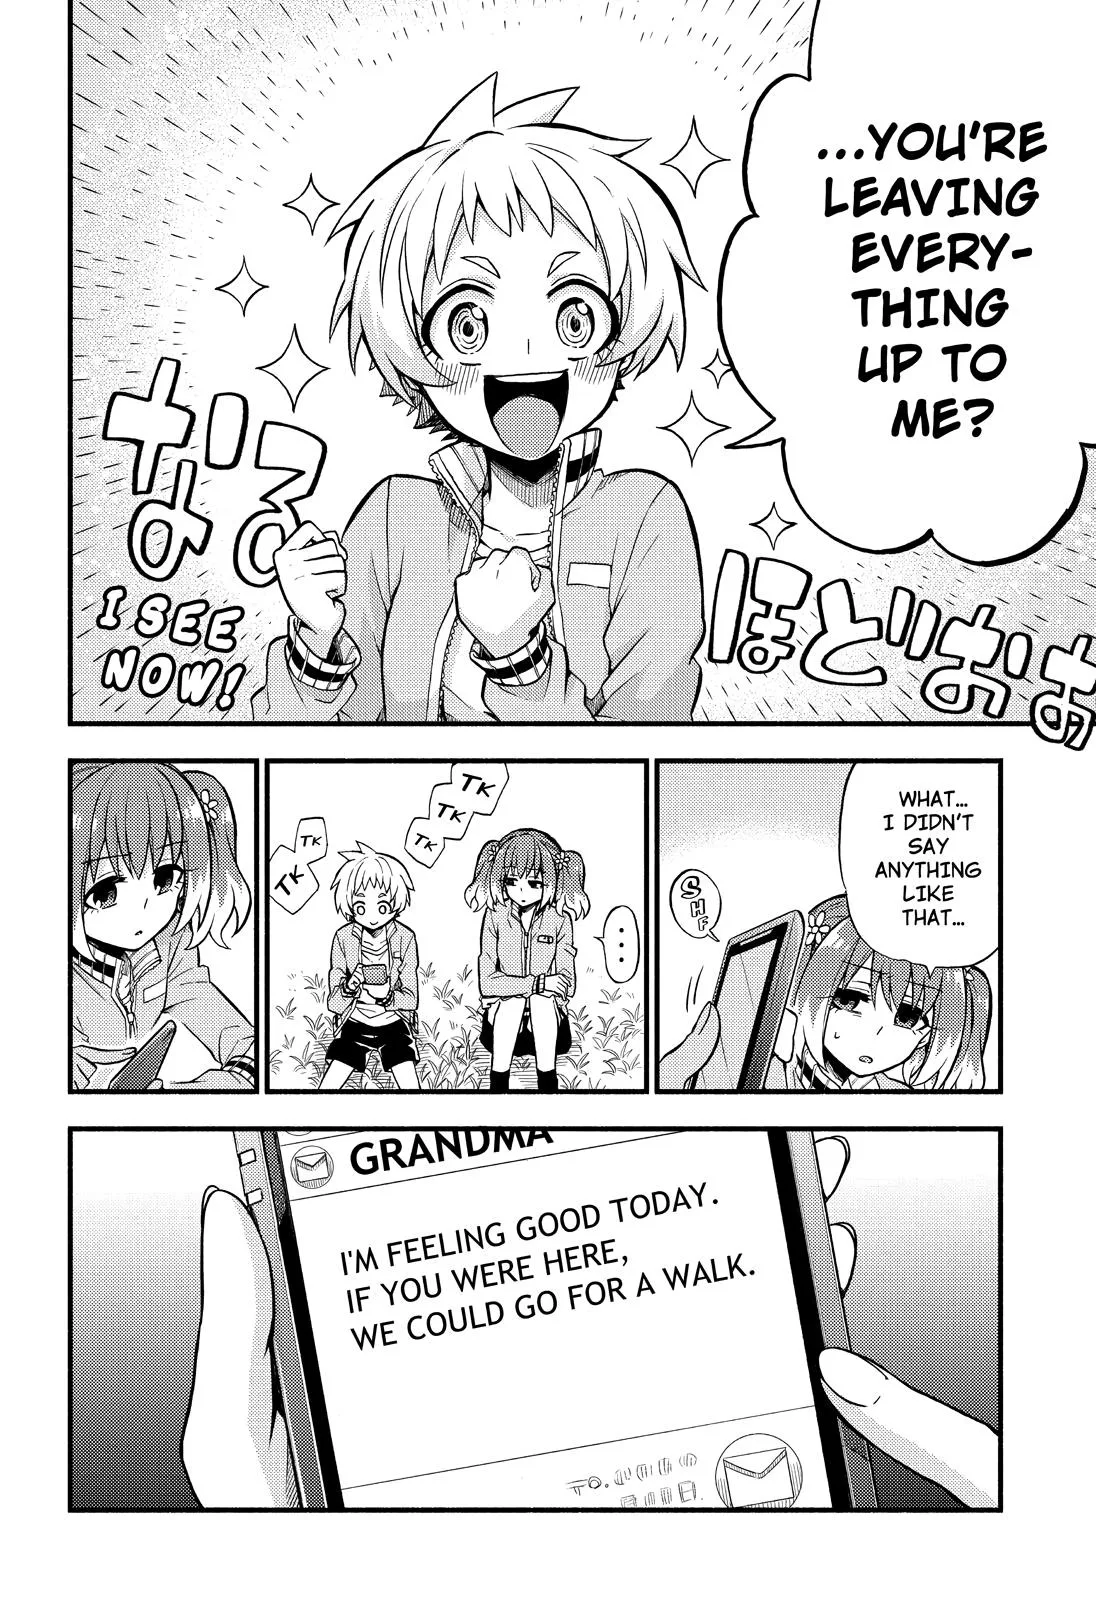 ...YOU'RE
LEAVING
EVERY-
THING
UP TO
ME?
なる
ほどおお
I SEE
NOW!
WHAT...
I DIDN'T
SAY
ANYTHING
LIKE
THAT...
SHF
TK
TK
TK
TK
TK
...
GRANDMA
I'M FEELING GOOD TODAY.
IF YOU WERE HERE,
WE COULD GO FOR A WALK.
TO.